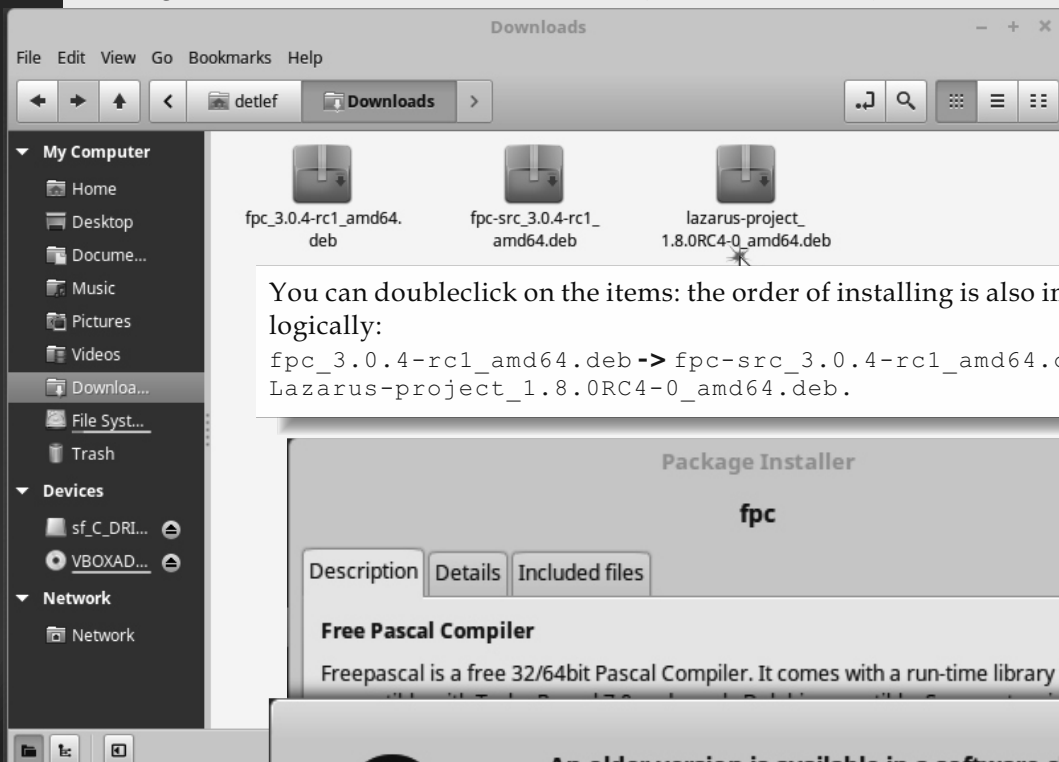 Downloads
File Edit View Go Bookmarks Help
detlef Downloads
My Computer
Home
Desktop
Docume...
Music
Pictures
Videos
Downloa...
File Syst...
Trash
Devices
sf_C_DRI...
VBOXAD...
Network
Network
fpc_3.0.4-rc1_amd64.
deb
fpc-src_3.0.4-rc1_
amd64.deb
lazarus-project_
1.8.0RC4-0_amd64.deb
You can doubleclick on the items: the order of installing is also
logically:
fpc_3.0.4-rc1_amd64.deb -> fpc-src_3.0.4-rc1_amd64.
Lazarus-project_1.8.0RC4-0_amd64.deb.
Package Installer
fpc
Description Details Included files
Free Pascal Compiler
Freepascal is a free 32/64bit Pascal Compiler. It comes with a run-time library
An older version is available in a software